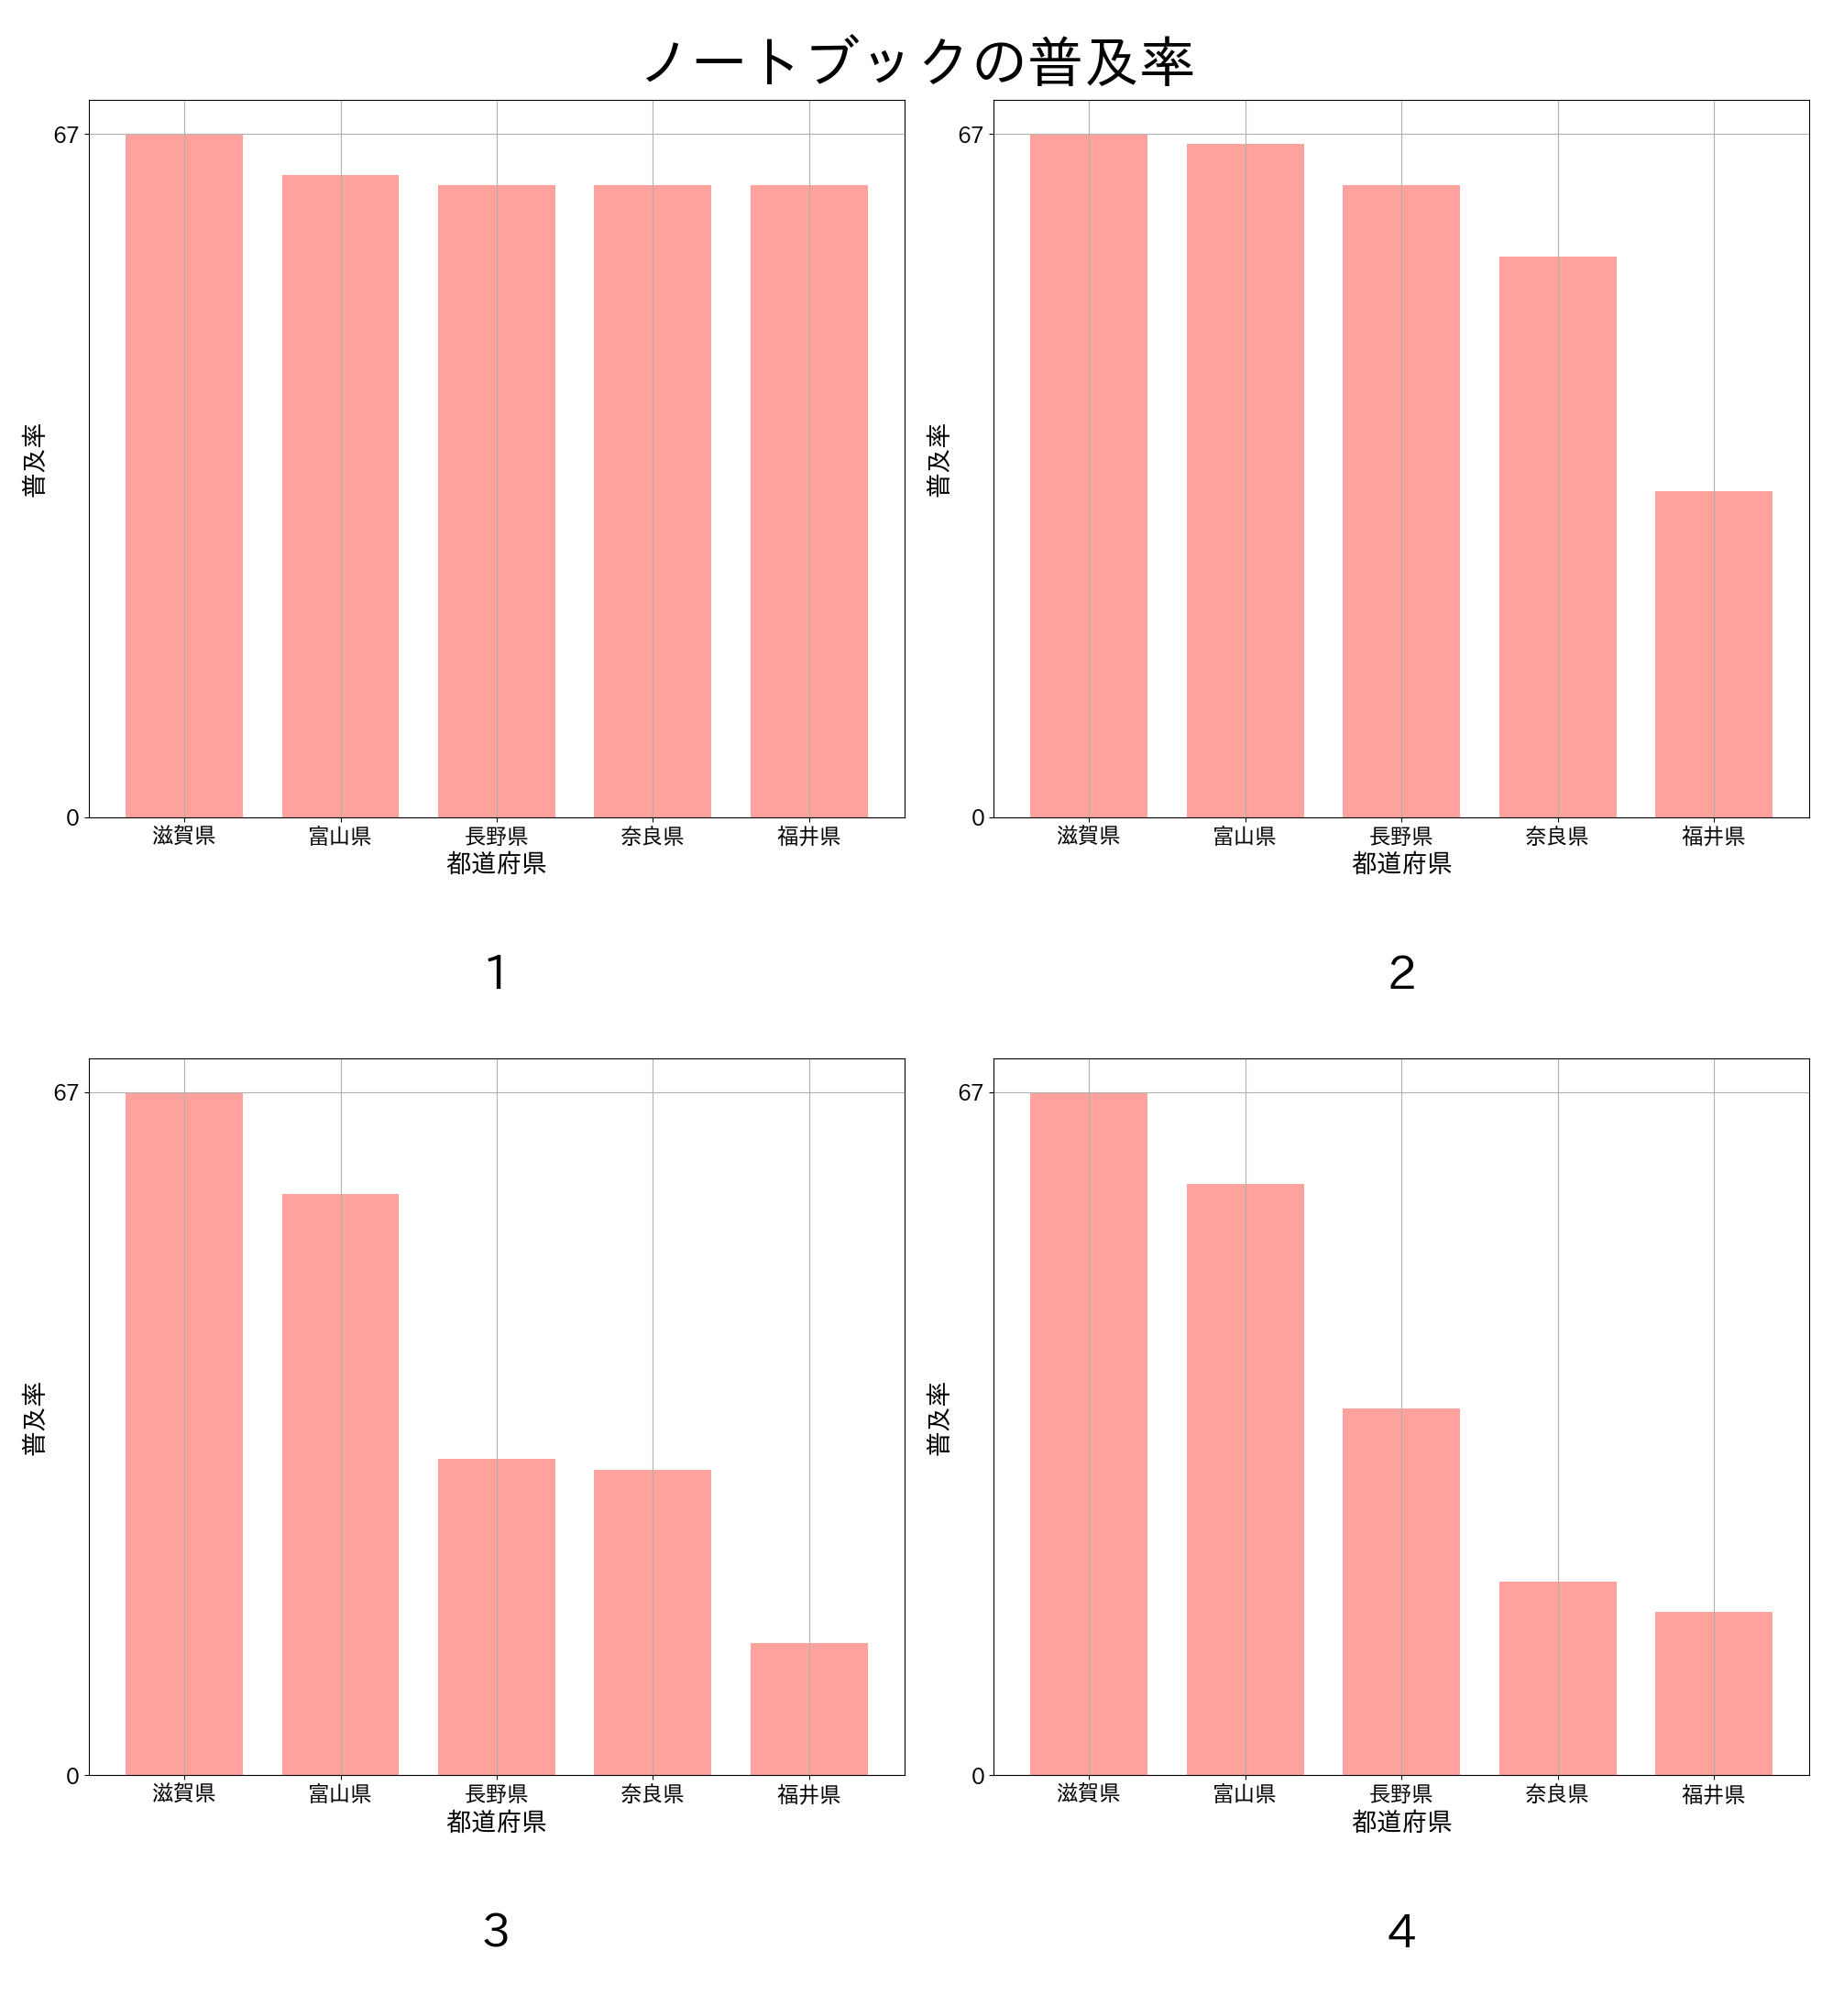 ノートブックの普及率
67
0
普及率
滋賀県 富山県 長野県 奈良県 福井県
都道府県
1
67
0
普及率
滋賀県 富山県 長野県 奈良県 福井県
都道府県
2
67
0
普及率
滋賀県 富山県 長野県 奈良県 福井県
都道府県
3
67
0
普及率
滋賀県 富山県 長野県 奈良県 福井県
都道府県
4